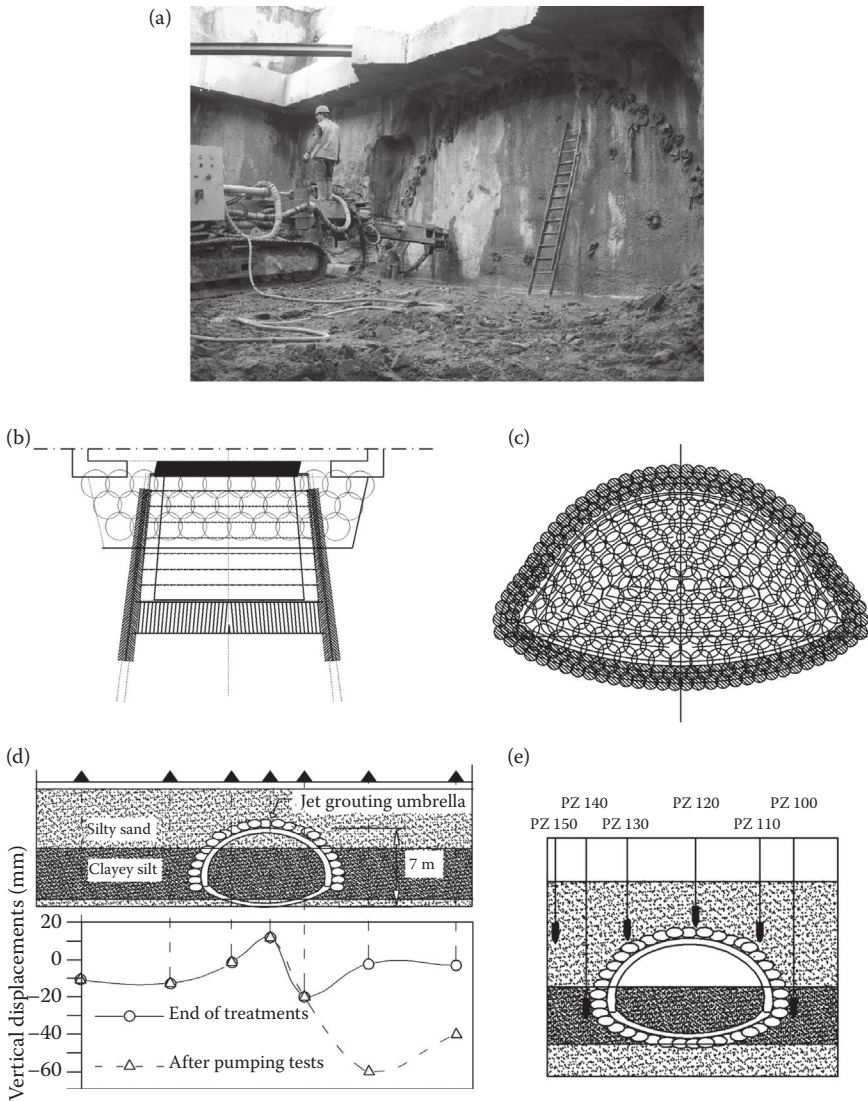 (a)
(b)
(c)
(d)
Jet grouting umbrella
Silty sand
Clayey silt
7 m
Vertical displacements (mm)
20
0
−20
−40
−60
End of treatments
After pumping tests
(e)
PZ 140
PZ 120
PZ 100
PZ 150
PZ 130
PZ 110